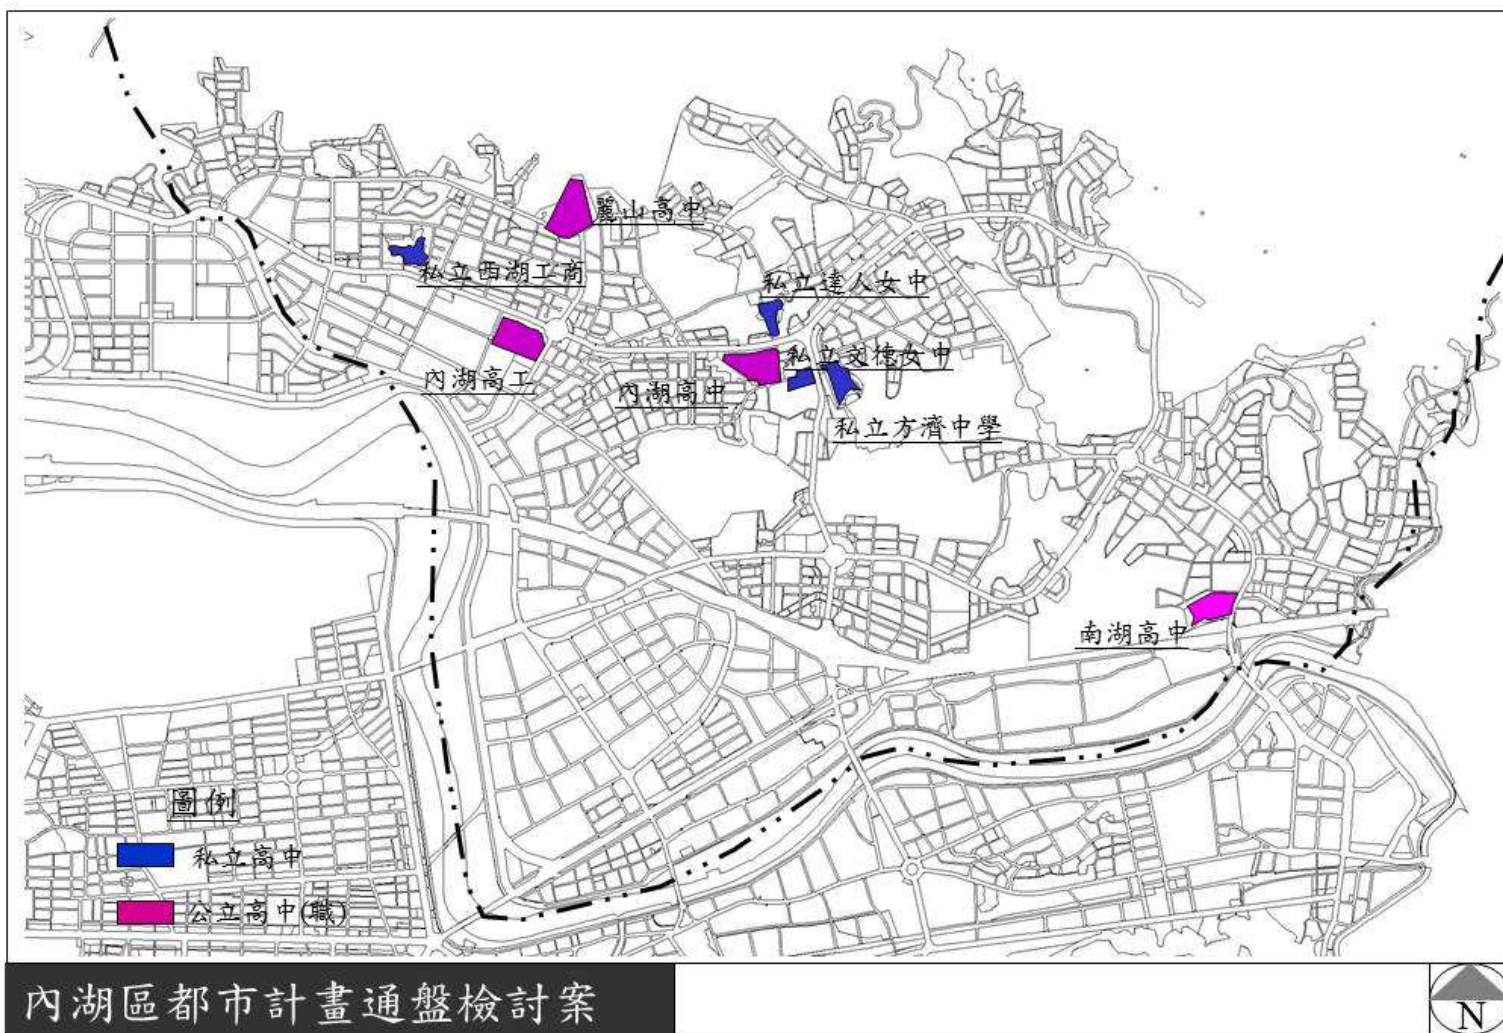 麗山高中
私立西湖工商
私立達人女中
私立文德女中
內湖高工
內湖高中
私立方濟中學
南湖高中
圖例
私立高中
公立高中(職)
內湖區都市計畫通盤檢討案
N